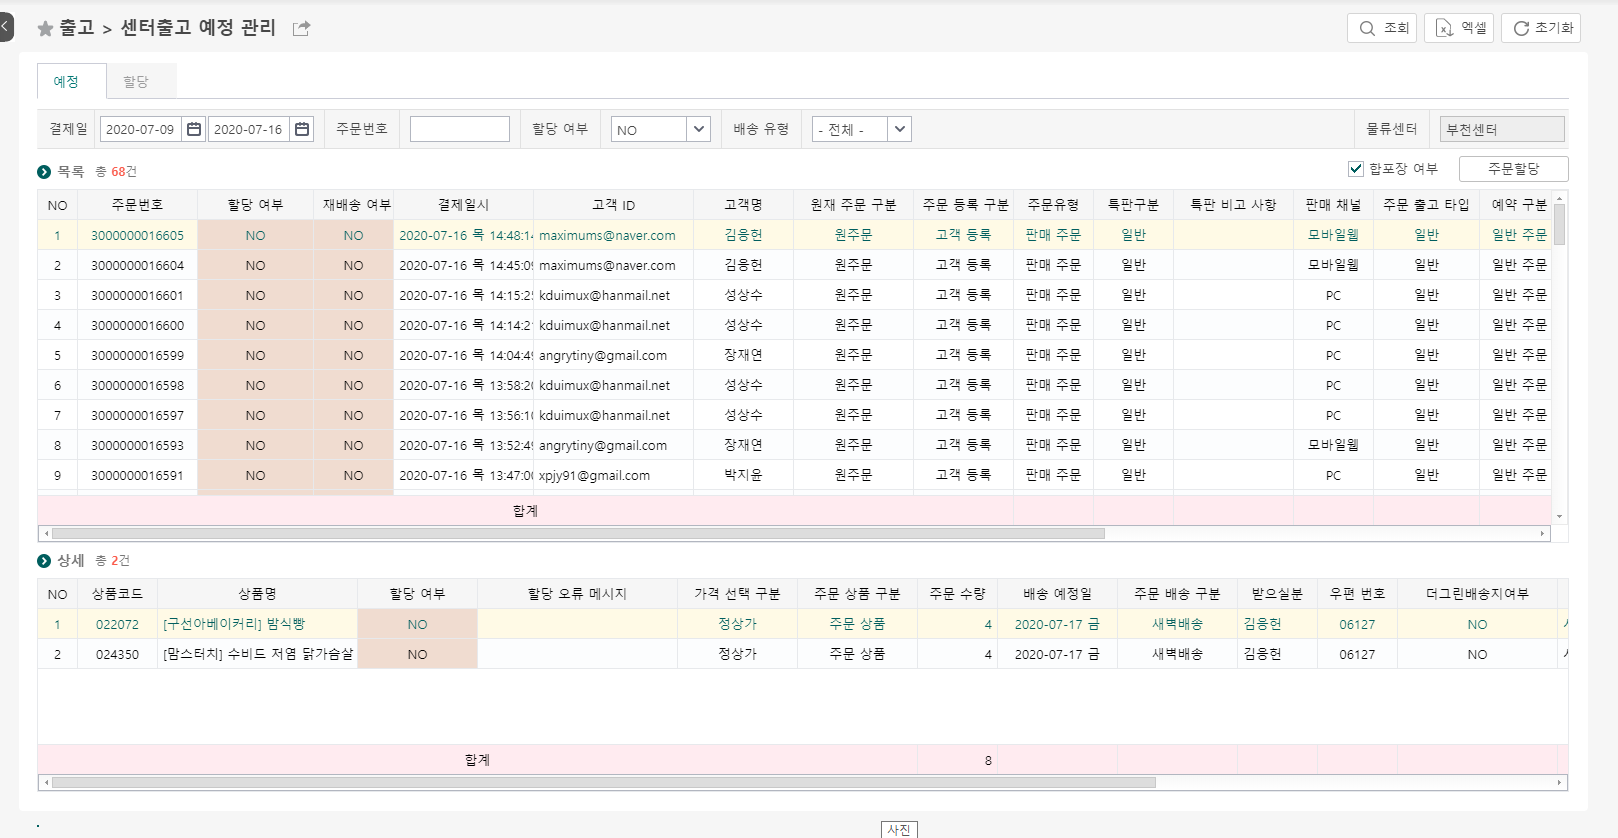 출고 > 센터출고 예정 관리 조회 엑셀 초기화
예정 할당
결제일 2020-07-09 2020-07-16 주문번호 할당 여부 NO 배송 유형 - 전체 - 물류센터 부천센터
목록 총 68건 합포장 여부 주문할당
NO 주문번호 할당 여부 재배송 여부 결제일시 고객 ID 고객명 원재 주문 구분 주문 등록 구분 주문유형 특판구분 특판 비고 사항 판매 채널 주문 출고 타입 예약 구분
1 3000000016605 NO NO 2020-07-16 목 14:48:14 maximums@naver.com 김응헌 원주문 고객 등록 판매 주문 일반 모바일웹 일반 일반 주문
2 3000000016604 NO NO 2020-07-16 목 14:45:09 maximums@naver.com 김응헌 원주문 고객 등록 판매 주문 일반 모바일웹 일반 일반 주문
3 3000000016601 NO NO 2020-07-16 목 14:15:25 kduimux@hanmail.net 성상수 원주문 고객 등록 판매 주문 일반 PC 일반 일반 주문
4 3000000016600 NO NO 2020-07-16 목 14:14:21 kduimux@hanmail.net 성상수 원주문 고객 등록 판매 주문 일반 PC 일반 일반 주문
5 3000000016599 NO NO 2020-07-16 목 14:04:49 angrytiny@gmail.com 장재연 원주문 고객 등록 판매 주문 일반 PC 일반 일반 주문
6 3000000016598 NO NO 2020-07-16 목 13:58:20 kduimux@hanmail.net 성상수 원주문 고객 등록 판매 주문 일반 PC 일반 일반 주문
7 3000000016597 NO NO 2020-07-16 목 13:56:10 kduimux@hanmail.net 성상수 원주문 고객 등록 판매 주문 일반 PC 일반 일반 주문
8 3000000016593 NO NO 2020-07-16 목 13:52:49 angrytiny@gmail.com 장재연 원주문 고객 등록 판매 주문 일반 모바일웹 일반 일반 주문
9 3000000016591 NO NO 2020-07-16 목 13:47:00 xpjy91@gmail.com 박지윤 원주문 고객 등록 판매 주문 일반 PC 일반 일반 주문
합계
상세 총 2건
NO 상품코드 상품명 할당 여부 할당 오류 메시지 가격 선택 구분 주문 상품 구분 주문 수량 배송 예정일 주문 배송 구분 받으실분 우편 번호 더그린배송지여부
1 022072 [구선아베이커리] 밤식빵 NO 정상가 주문 상품 4 2020-07-17 금 새벽배송 김응헌 06127 NO
2 024350 [맘스터치] 수비드 저염 닭가슴살 NO 정상가 주문 상품 4 2020-07-17 금 새벽배송 김응헌 06127 NO
합계 8
사진